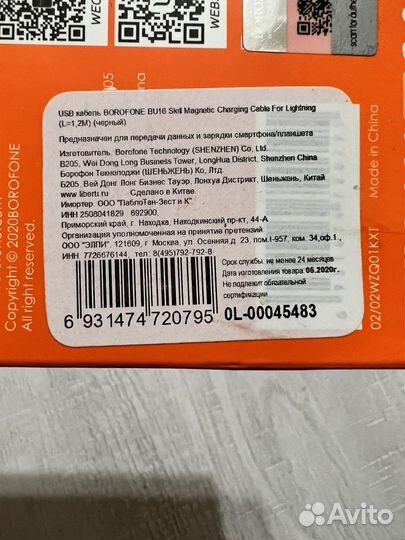 USB кабель BOROFONE BU16 Skill Magnetic Charging Cable For Lightning
(L=1,2M) (черный)
Предназначен для передачи данных и зарядки смартфона/планшета
Изготовитель: Borofone Technology (SHENZHEN) Co, Ltd.
B205, Wei Dong Long Business Tower, LongHua District, Shenzhen China
Борофон Технолоджи (ШЕНЬЖЕНЬ) Ко, Лтд.
Б205, Вей Донг Лонг Бизнес Тауэр, Лонхуа Дистрикт, Шеньжень, Китай
www.liberti.ru Сделано в Китае.
Импортер ООО "ПаблоТан-Зест и К"
ИНН 2508041829 692900,
Приморский край, г. Находка, Находкинский пр-кт, 44-А
Организация уполномоченная на принятие претензий
ООО "ЭЛПИ", 121609, г. Москва, ул. Осенняя д. 23, пом.I-957, ком. 34,оф.1 ,
ИНН: 7726676144, тел: 8(495)792-792-8
Срок службы: не менее 24 месяцев
Дата изготовления товара: 05.2020г.
Не подлежит обязательной
сертификации
0L-00045483
6 931474 720795
Copyright © 2020BOROFONE
All right reserved.
Made in China
02/02WZQ01KXT
Avito